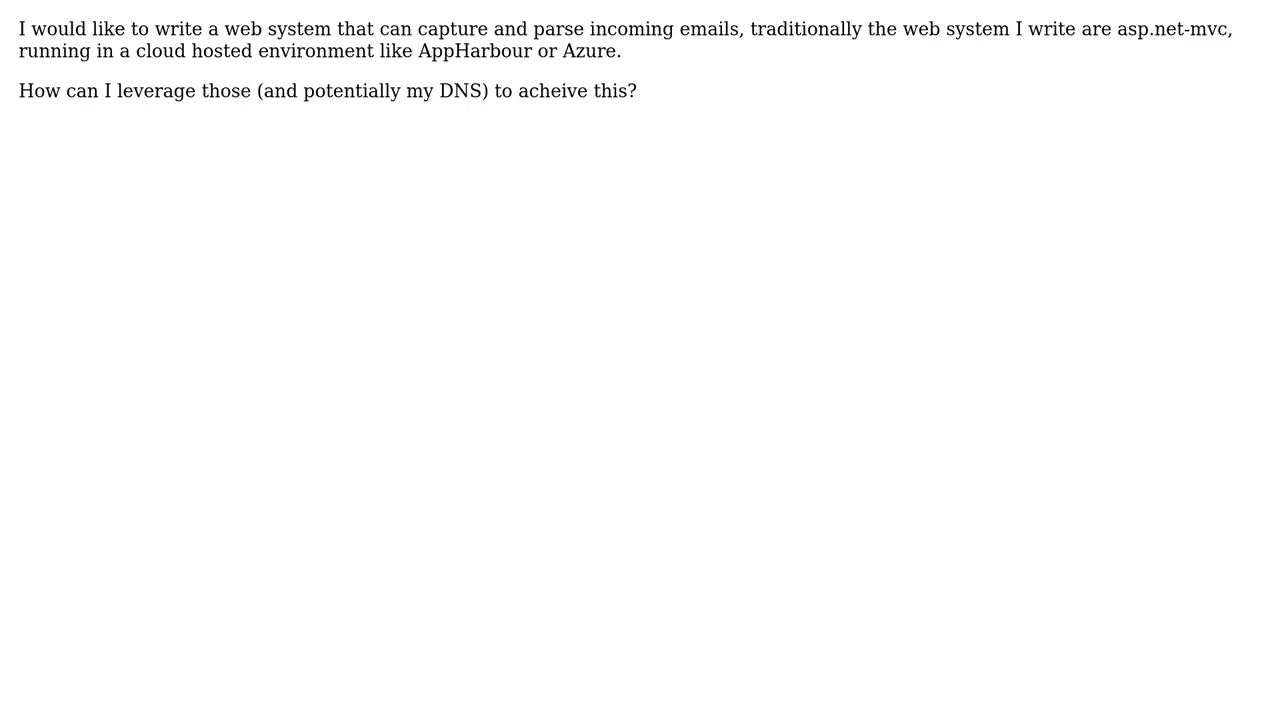 I would like to write a web system that can capture and parse incoming emails, traditionally the web system I write are asp.net-mvc,
running in a cloud hosted environment like AppHarbour or Azure.
How can I leverage those (and potentially my DNS) to acheive this?